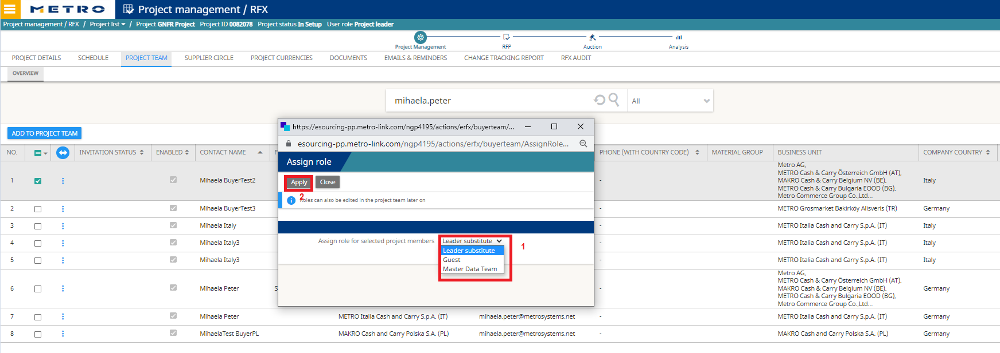 METRO Project management / RFX
Project management / RFX / Project list / Project GNFR Project Project ID 0082078 Project status In Setup User role Project leader
Project Management RFP Auction Analysis
PROJECT DETAILS SCHEDULE PROJECT TEAM SUPPLIER CIRCLE PROJECT CURRENCIES DOCUMENTS EMAILS & REMINDERS CHANGE TRACKING REPORT RFX AUDIT
OVERVIEW
mihaela.peter All
ADD TO PROJECT TEAM
NO. INVITATION STATUS ENABLED CONTACT NAME PHONE (WITH COUNTRY CODE) MATERIAL GROUP BUSINESS UNIT COMPANY COUNTRY
1 Mihaela BuyerTest2 - Metro AG, Italy
METRO Cash & Carry Österreich GmbH (AT),
MAKRO Cash & Carry Belgium NV (BE),
METRO Cash & Carry Bulgaria EOOD (BG),
Metro Commerce Group Co.,Ltd...
2 Mihaela BuyerTest3 - METRO Grosmarket Bakirköy Alisveris (TR) Germany
3 Mihaela Italy - METRO Italia Cash and Carry S.p.A. (IT) Italy
4 Mihaela Italy3 - METRO Italia Cash and Carry S.p.A. (IT) Italy
5 Mihaela Italy3 - METRO Italia Cash and Carry S.p.A. (IT) Italy
6 Mihaela Peter S - Metro AG, Germany
METRO Cash & Carry Österreich GmbH (AT),
MAKRO Cash & Carry Belgium NV (BE),
METRO Cash & Carry Bulgaria EOOD (BG),
Metro Commerce Group Co.,Ltd...
7 Mihaela Peter METRO Italia Cash and Carry S.p.A. (IT) mihaela.peter@metrosystems.net - METRO Italia Cash and Carry S.p.A. (IT) Germany
8 MihaelaTest BuyerPL MAKRO Cash and Carry Polska S.A. (PL) mihaela.peter@metrosystems.net - MAKRO Cash and Carry Polska S.A. (PL) Germany
https://esourcing-pp.metro-link.com/ngp4195/actions/erfx/buyerteam/...
esourcing-pp.metro-link.com/ngp4195/actions/erfx/buyerteam/AssignRole...
Assign role
Apply Close
2
Roles can also be edited in the project team later on
Assign role for selected project members Leader substitute 1
Leader substitute
Guest
Master Data Team